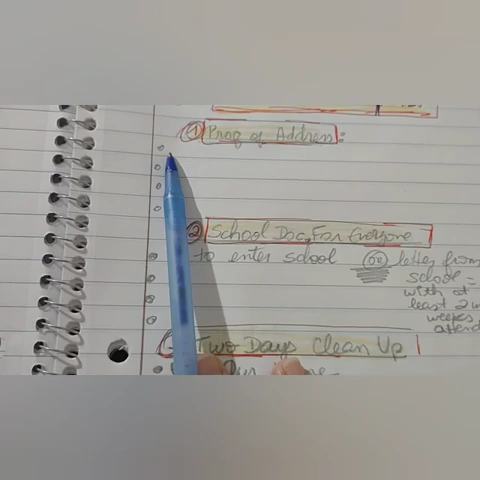 ① Proof of Address:
② School Doc. For Everyone
to enter school (OR) letter from
school =
with at
least 2
weekes
attend
Two Days Clean Up